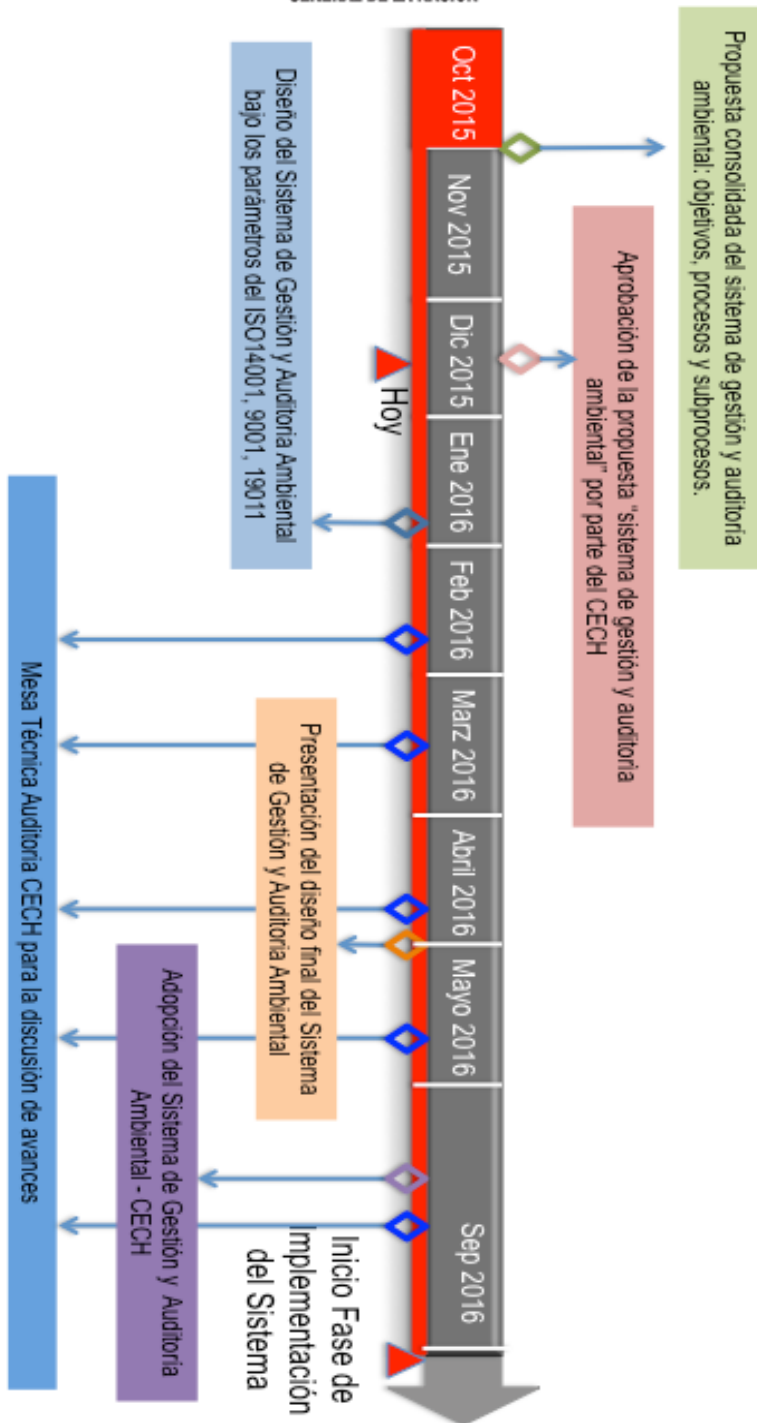 Propuesta consolidada del sistema de gestión y auditoría
ambiental: objetivos, procesos y subprocesos.
Aprobación de la propuesta “sistema de gestión y auditoría
ambiental” por parte del CECH
Oct 2015
Nov 2015
Dic 2015
Ene 2016
Feb 2016
Marz 2016
Abril 2016
Mayo 2016
Sep 2016
Hoy
Inicio Fase de
Implementación
del Sistema
Diseño del Sistema de Gestión y Auditoria Ambiental
bajo los parámetros del ISO14001, 9001, 19011
Presentación del diseño final del Sistema
de Gestión y Auditoria Ambiental
Adopción del Sistema de Gestión y Auditoria
Ambiental - CECH
Mesa Técnica Auditoria CECH para la discusión de avances